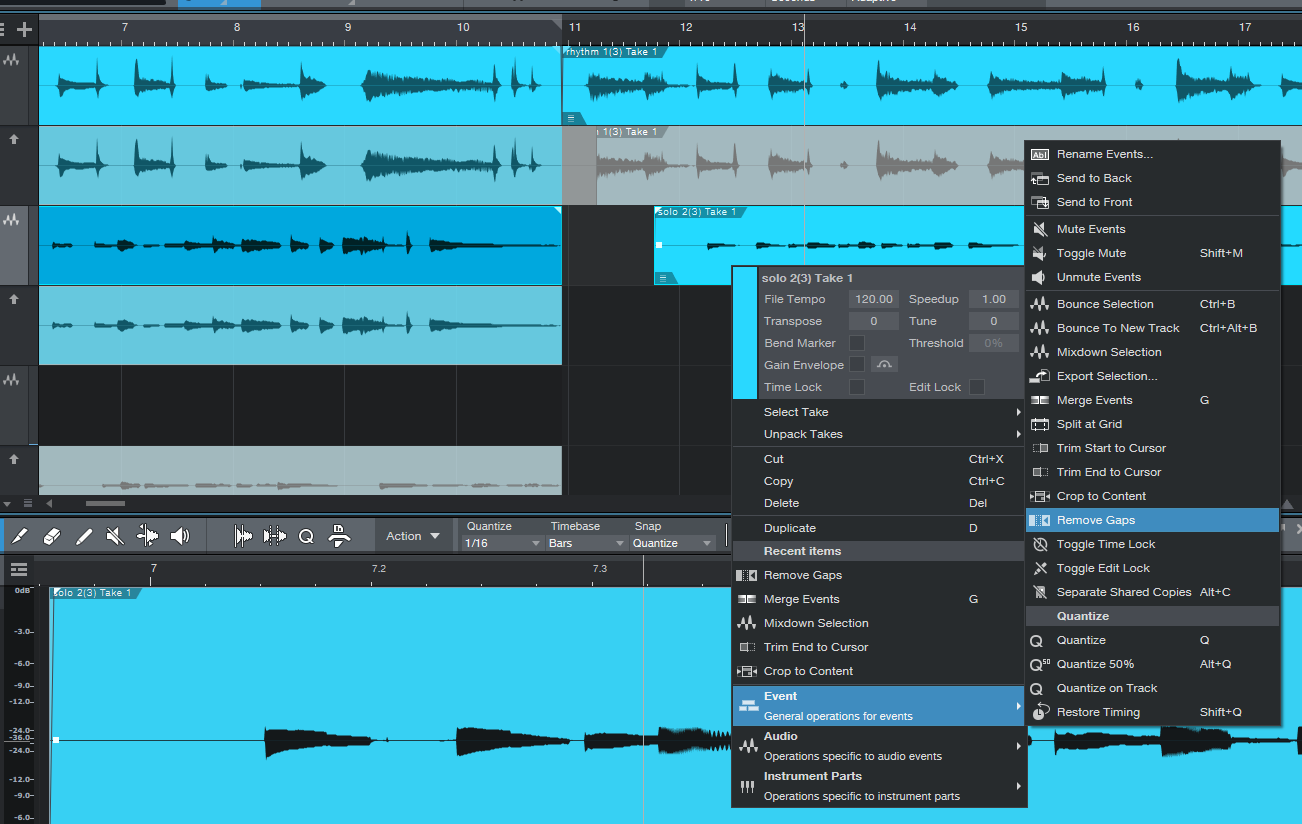 1/16
Seconds
Adaptive
7
8
9
10
11
12
13
14
15
16
17
rhythm 1(3) Take 1
1(3) Take 1
solo 2(3) Take 1
solo 2(3) Take 1
File Tempo 120.00 Speedup 1.00
Transpose 0 Tune 0
Bend Marker Threshold 0%
Gain Envelope
Time Lock Edit Lock
Select Take
Unpack Takes
Cut Ctrl+X
Copy Ctrl+C
Delete Del
Duplicate D
Recent items
Remove Gaps
Merge Events G
Mixdown Selection
Trim End to Cursor
Crop to Content
Event
General operations for events
Audio
Operations specific to audio events
Instrument Parts
Operations specific to instrument parts
AbI Rename Events...
Send to Back
Send to Front
Mute Events
Toggle Mute Shift+M
Unmute Events
Bounce Selection Ctrl+B
Bounce To New Track Ctrl+Alt+B
Mixdown Selection
Export Selection...
Merge Events G
Split at Grid
Trim Start to Cursor
Trim End to Cursor
Crop to Content
Remove Gaps
Toggle Time Lock
Toggle Edit Lock
Separate Shared Copies Alt+C
Quantize
Quantize Q
50 Quantize 50% Alt+Q
Quantize on Track
Restore Timing Shift+Q
Action
Quantize Timebase Snap
1/16 Bars Quantize
7
7.2
7.3
solo 2(3) Take 1
0dB
-3.0
-6.0
-9.0
-12.0
-24.0
-36.0
-24.0
-12.0
-9.0
-6.0